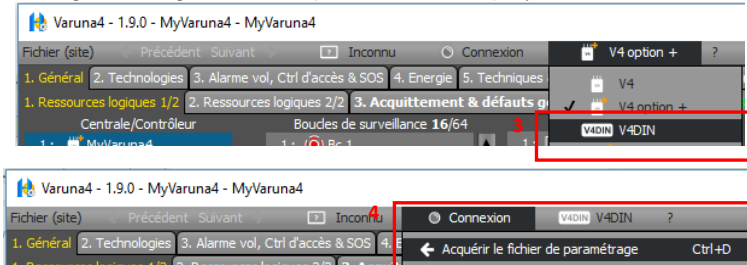 Varuna4 - 1.9.0 - MyVaruna4 - MyVaruna4
Fichier (site) Précédent Suivant ? Inconnu Connexion V4 option + ?
1. Général 2. Technologies 3. Alarme vol, Ctrl d'accès & SOS 4. Energie 5. Techniques V4
1. Ressources logiques 1/2 2. Ressources logiques 2/2 3. Acquittement & défauts g ✓ V4 option +
Centrale/Contrôleur Boucles de surveillance 16/64 3 V4DIN V4DIN
1 : MyVaruna4 1 : Bc 1 1 :
Varuna4 - 1.9.0 - MyVaruna4 - MyVaruna4
Fichier (site) Précédent Suivant ? Inconnu 4 Connexion V4DIN V4DIN ?
1. Général 2. Technologies 3. Alarme vol, Ctrl d'accès & SOS 4. E ← Acquérir le fichier de paramétrage Ctrl+D